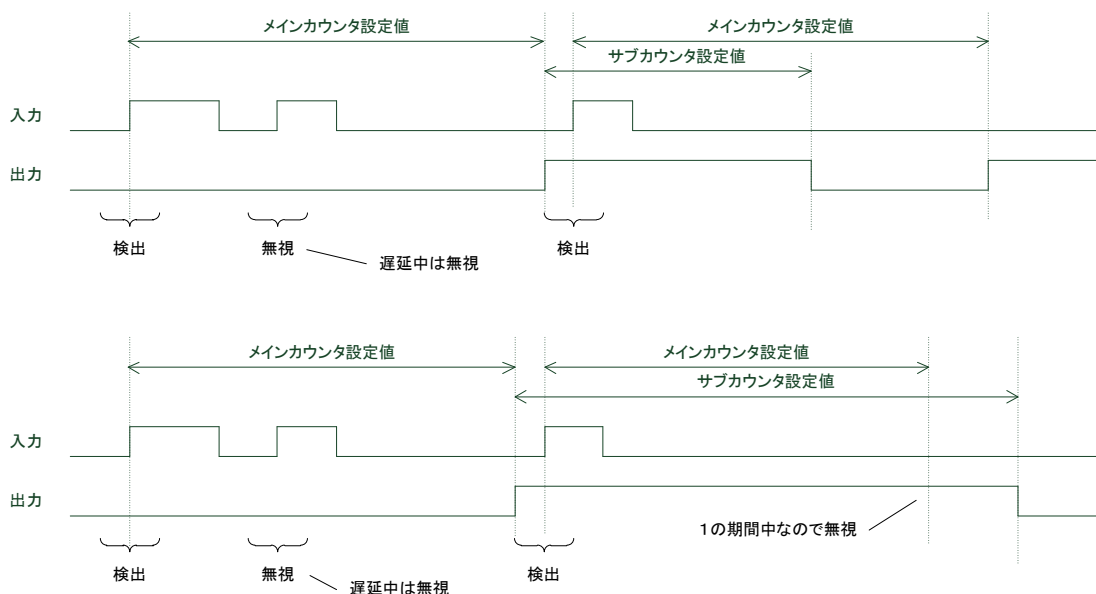 メインカウンタ設定値
メインカウンタ設定値
サブカウンタ設定値
入力
出力
検出
無視
検出
遅延中は無視
メインカウンタ設定値
メインカウンタ設定値
サブカウンタ設定値
入力
出力
1の期間中なので無視
検出
無視
検出
遅延中は無視